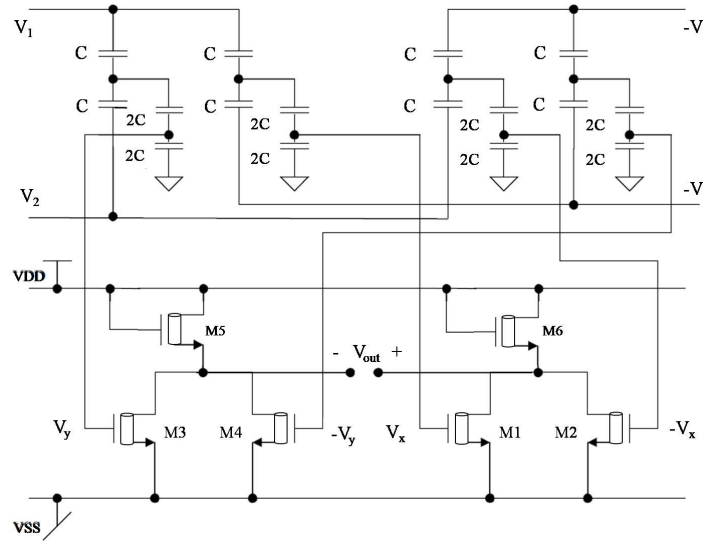 V1 -V
C C C C
C C C C
2C 2C 2C 2C
2C 2C 2C 2C
V2 -V
VDD
M5 M6
- Vout +
Vy M3 M4 -Vy Vx M1 M2 -Vx
VSS